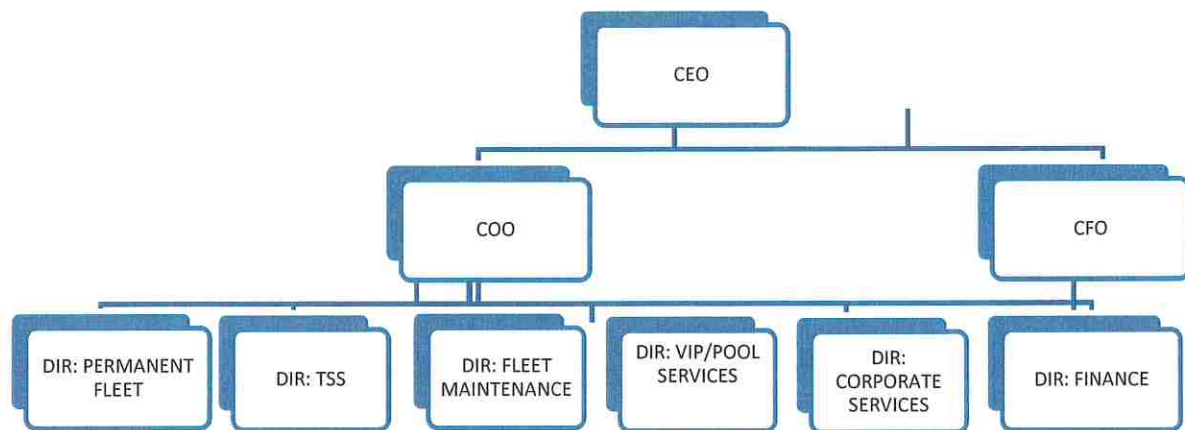 CEO
COO
CFO
DIR: PERMANENT
FLEET
DIR: TSS
DIR: FLEET
MAINTENANCE
DIR: VIP/POOL
SERVICES
DIR:
CORPORATE
SERVICES
DIR: FINANCE